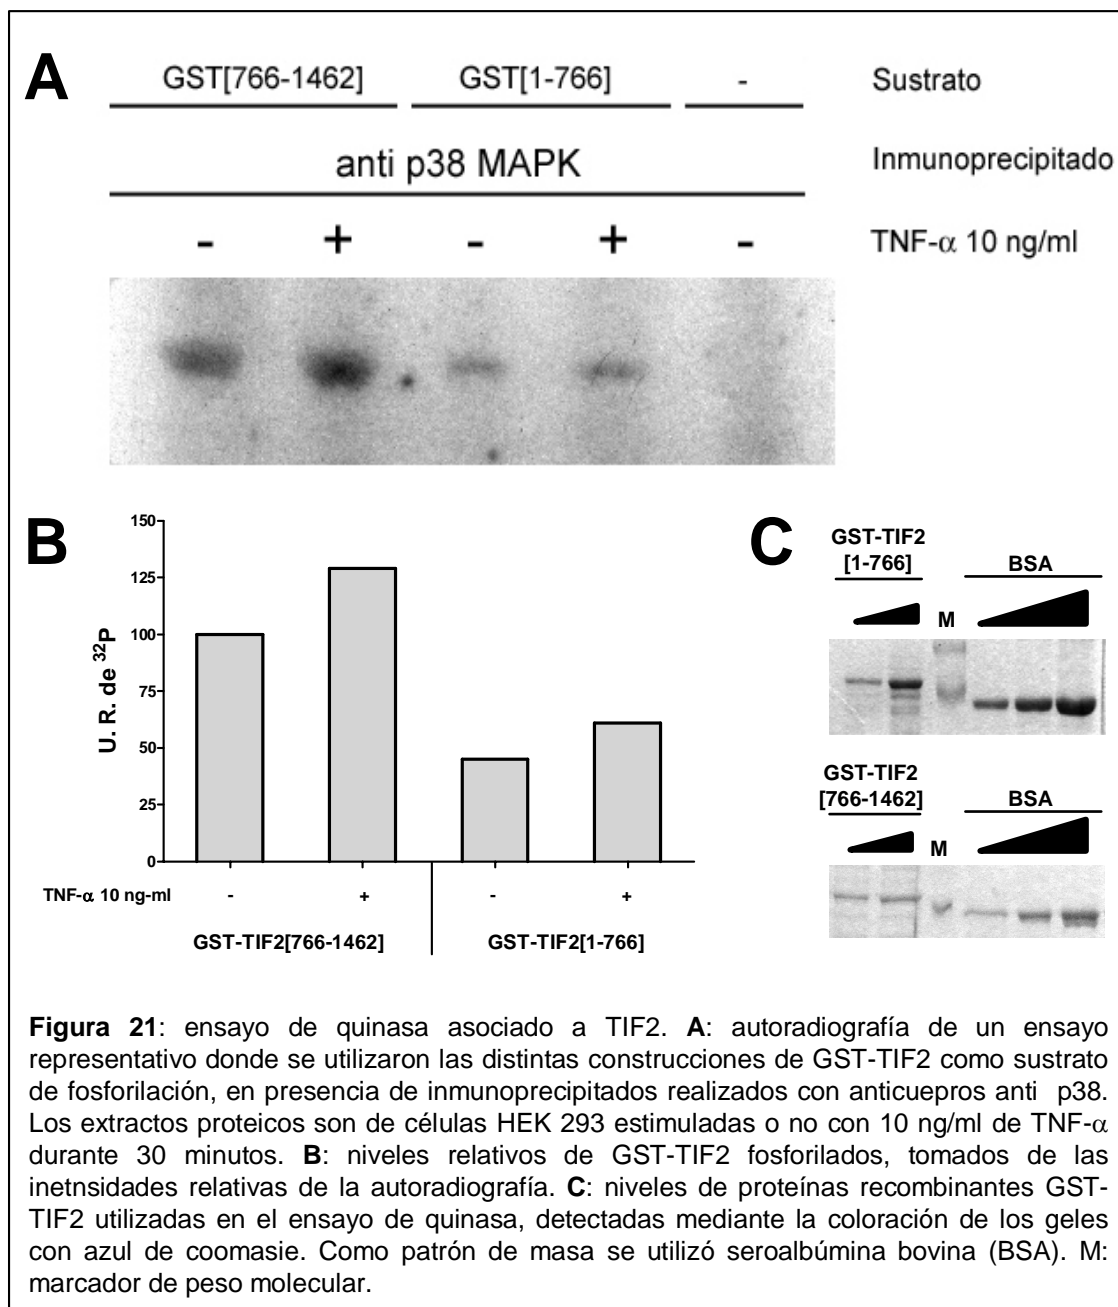 A
GST[766-1462] GST[1-766] - Sustrato
anti p38 MAPK Inmunoprecipitado
- + - + - TNF-α 10 ng/ml
B
150
125
100
75
50
25
0
U. R. de ³²P
TNF-α 10 ng-ml - + - +
GST-TIF2[766-1462] GST-TIF2[1-766]
C
GST-TIF2
[1-766] BSA
M
GST-TIF2
[766-1462] BSA
M
Figura 21: ensayo de quinasa asociado a TIF2. A: autoradiografía de un ensayo
representativo donde se utilizaron las distintas construcciones de GST-TIF2 como sustrato
de fosforilación, en presencia de inmunoprecipitados realizados con anticuepros anti p38.
Los extractos proteicos son de células HEK 293 estimuladas o no con 10 ng/ml de TNF-α
durante 30 minutos. B: niveles relativos de GST-TIF2 fosforilados, tomados de las
inetnsidades relativas de la autoradiografía. C: niveles de proteínas recombinantes GST-
TIF2 utilizadas en el ensayo de quinasa, detectadas mediante la coloración de los geles
con azul de coomasie. Como patrón de masa se utilizó seroalbúmina bovina (BSA). M:
marcador de peso molecular.